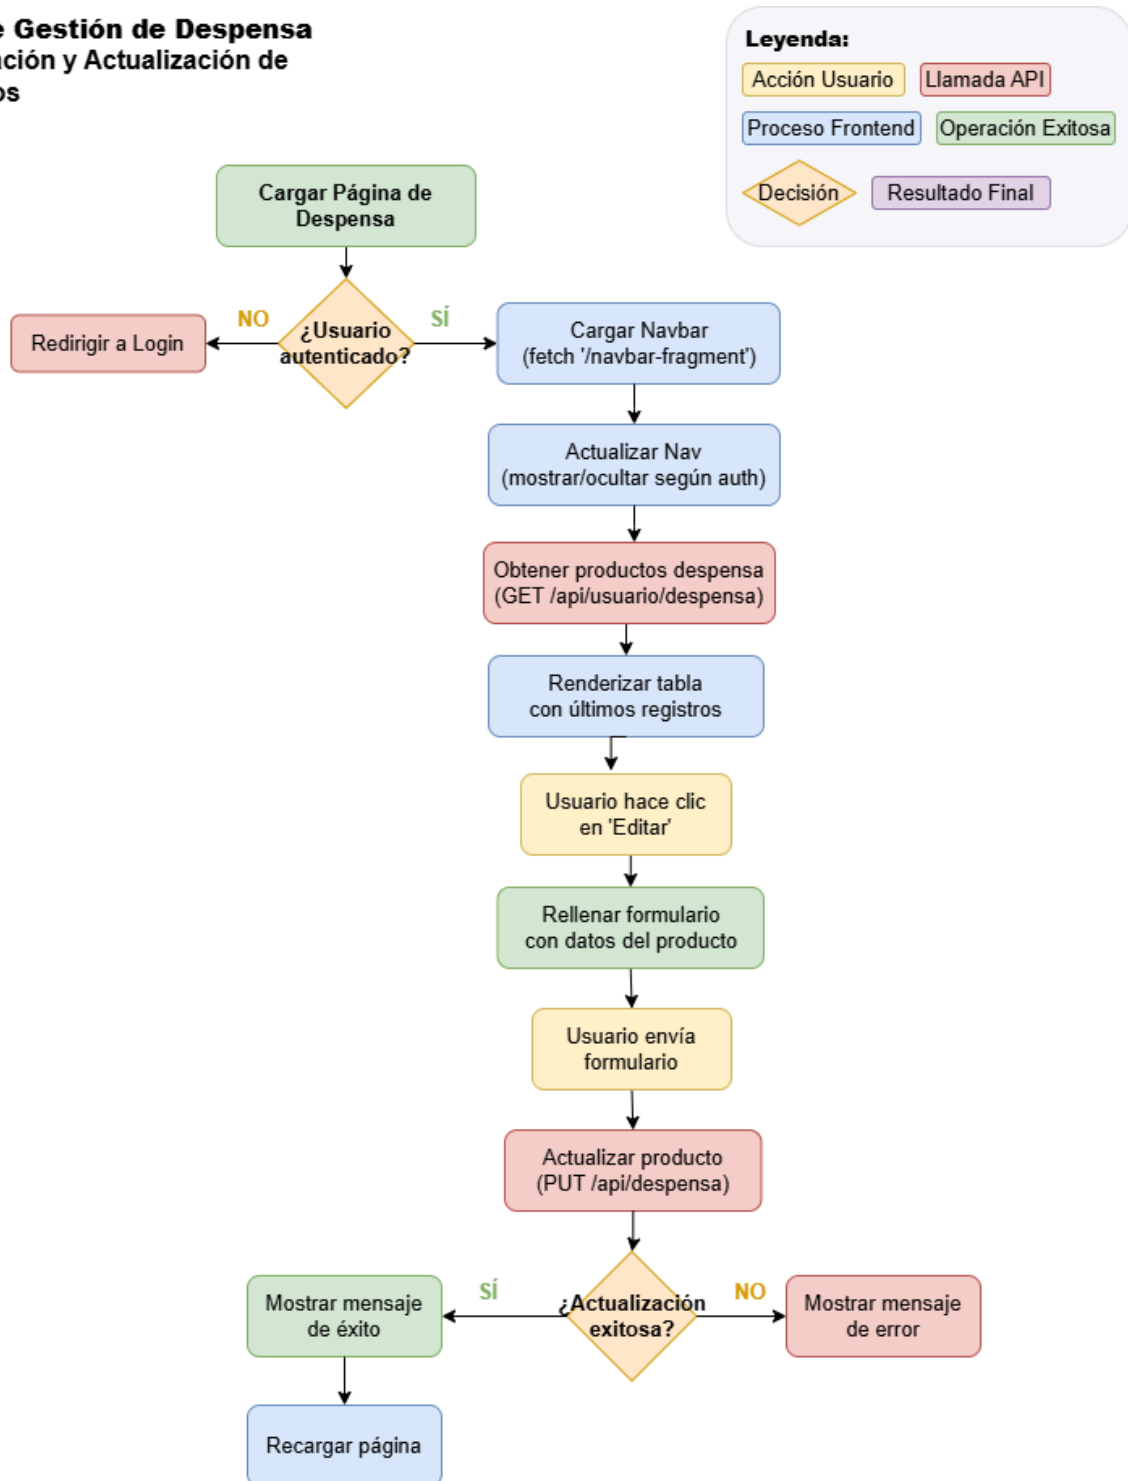 Gestión de Despensa
y Actualización de
Leyenda:
Acción Usuario
Llamada API
Proceso Frontend
Operación Exitosa
Decisión
Resultado Final
Cargar Página de
Despensa
¿Usuario
autenticado?
NO
SÍ
Redirigir a Login
Cargar Navbar
(fetch '/navbar-fragment')
Actualizar Nav
(mostrar/ocultar según auth)
Obtener productos despensa
(GET /api/usuario/despensa)
Renderizar tabla
con últimos registros
Usuario hace clic
en 'Editar'
Rellenar formulario
con datos del producto
Usuario envía
formulario
Actualizar producto
(PUT /api/despensa)
¿Actualización
exitosa?
SÍ
NO
Mostrar mensaje
de éxito
Mostrar mensaje
de error
Recargar página